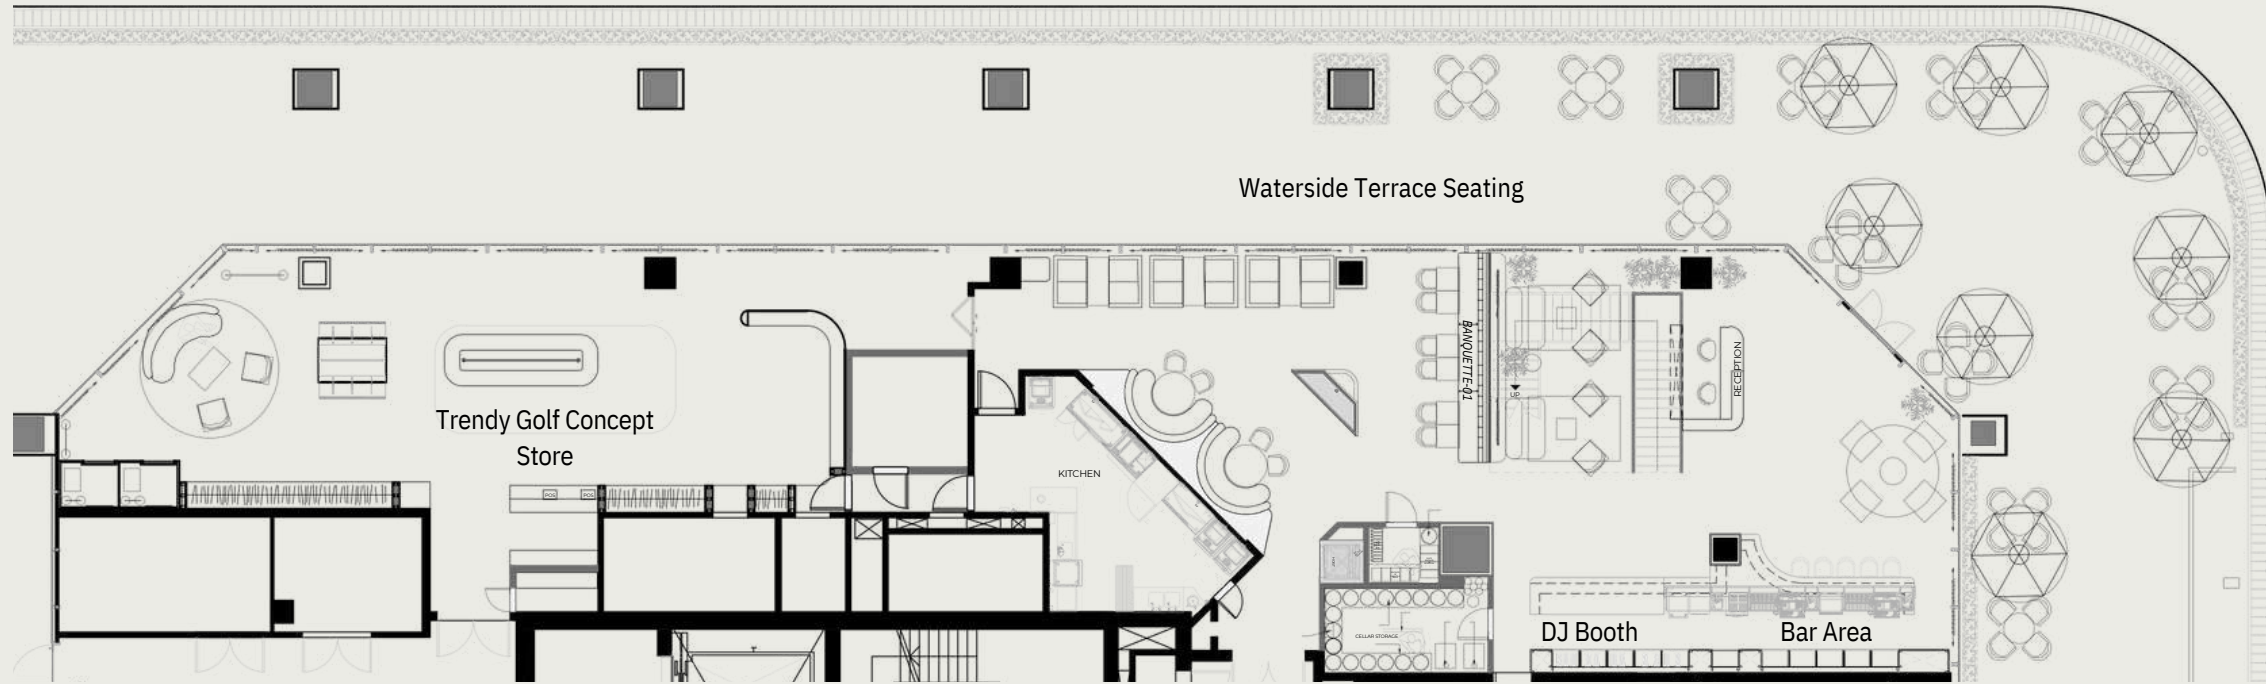 Waterside Terrace Seating
BANQUETTE-01
RECEPTION
UP
Trendy Golf Concept
Store
KITCHEN
POS
POS
CELLAR STORAGE
DJ Booth
Bar Area